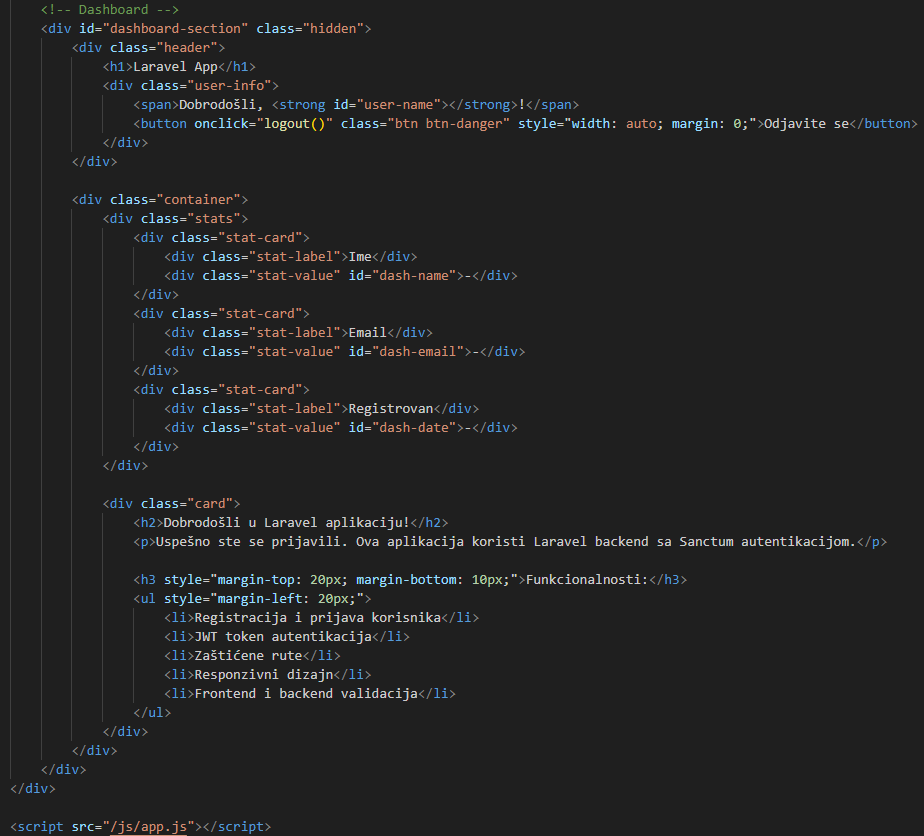 <!-- Dashboard -->
<div id="dashboard-section" class="hidden">
<div class="header">
<h1>Laravel App</h1>
<div class="user-info">
<span>Dobrodošli, <strong id="user-name"></strong>!</span>
<button onclick="logout()" class="btn btn-danger" style="width: auto; margin: 0;">Odjavite se</button>
</div>
</div>
<div class="container">
<div class="stats">
<div class="stat-card">
<div class="stat-label">Ime</div>
<div class="stat-value" id="dash-name">-</div>
</div>
<div class="stat-card">
<div class="stat-label">Email</div>
<div class="stat-value" id="dash-email">-</div>
</div>
<div class="stat-card">
<div class="stat-label">Registrovan</div>
<div class="stat-value" id="dash-date">-</div>
</div>
</div>
<div class="card">
<h2>Dobrodošli u Laravel aplikaciju!</h2>
<p>Uspešno ste se prijavili. Ova aplikacija koristi Laravel backend sa Sanctum autentikacijom.</p>
<h3 style="margin-top: 20px; margin-bottom: 10px;">Funkcionalnosti:</h3>
<ul style="margin-left: 20px;">
<li>Registracija i prijava korisnika</li>
<li>JWT token autentikacija</li>
<li>Zaštićene rute</li>
<li>Responzivni dizajn</li>
<li>Frontend i backend validacija</li>
</ul>
</div>
</div>
</div>
</div>
<script src="/js/app.js"></script>